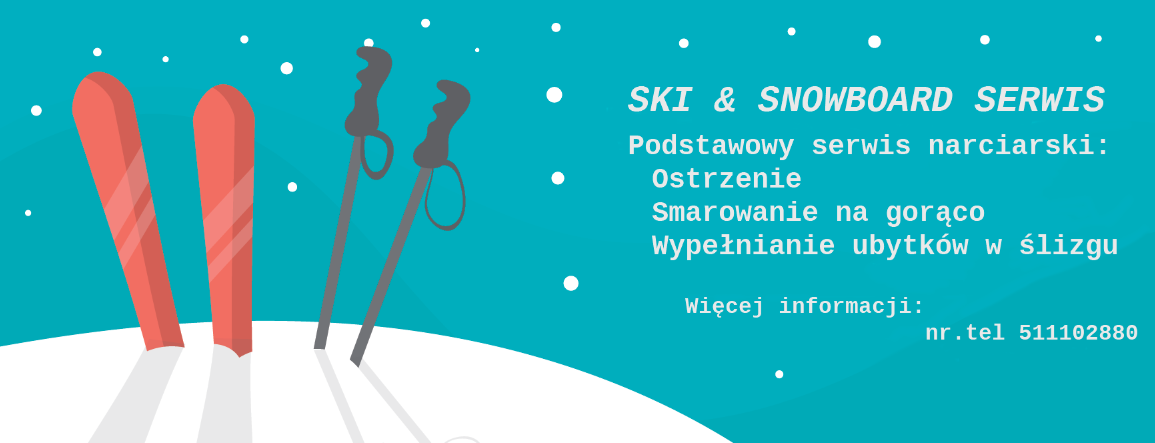 SKI & SNOWBOARD SERWIS
Podstawowy serwis narciarski:
Ostrzenie
Smarowanie na gorąco
Wypełnianie ubytków w ślizgu
Więcej informacji:
nr.tel 511102880